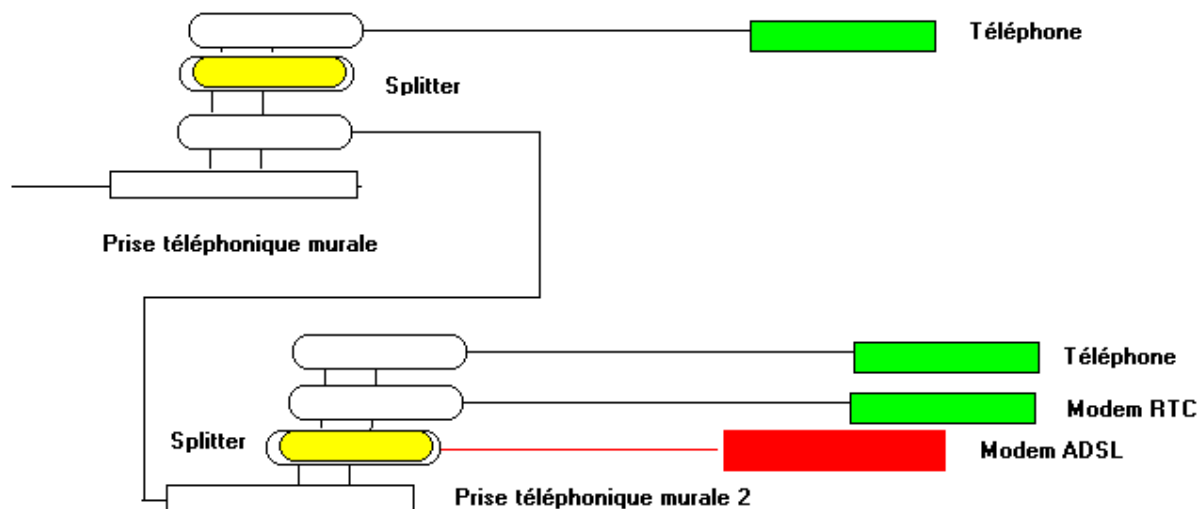 Téléphone
Splitter
Prise téléphonique murale
Téléphone
Modem RTC
Splitter
Modem ADSL
Prise téléphonique murale 2